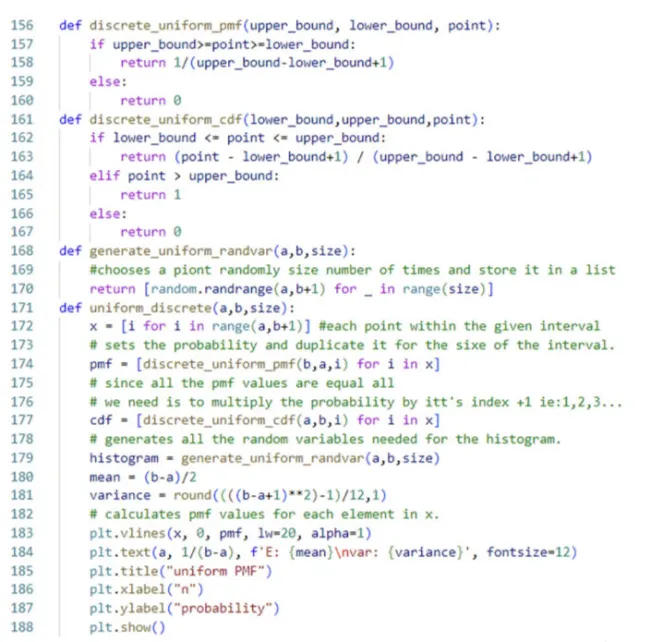 156 def discrete_uniform_pmf(upper_bound, lower_bound, point):
157     if upper_bound>=point>=lower_bound:
158         return 1/(upper_bound-lower_bound+1)
159     else:
160         return 0
161 def discrete_uniform_cdf(lower_bound,upper_bound,point):
162     if lower_bound <= point <= upper_bound:
163         return (point - lower_bound+1) / (upper_bound - lower_bound+1)
164     elif point > upper_bound:
165         return 1
166     else:
167         return 0
168 def generate_uniform_randvar(a,b,size):
169     #chooses a piont randomly size number of times and store it in a list
170     return [random.randrange(a,b+1) for _ in range(size)]
171 def uniform_discrete(a,b,size):
172     x = [i for i in range(a,b+1)] #each point within the given interval
173     # sets the probability and duplicate it for the sixe of the interval.
174     pmf = [discrete_uniform_pmf(b,a,i) for i in x]
175     # since all the pmf values are equal all
176     # we need is to multiply the probability by itt's index +1 ie:1,2,3...
177     cdf = [discrete_uniform_cdf(a,b,i) for i in x]
178     # generates all the random variables needed for the histogram.
179     histogram = generate_uniform_randvar(a,b,size)
180     mean = (b-a)/2
181     variance = round((((b-a+1)**2)-1)/12,1)
182     # calculates pmf values for each element in x.
183     plt.vlines(x, 0, pmf, lw=20, alpha=1)
184     plt.text(a, 1/(b-a), f'E: {mean}\nvar: {variance}', fontsize=12)
185     plt.title("uniform PMF")
186     plt.xlabel("n")
187     plt.ylabel("probability")
188     plt.show()